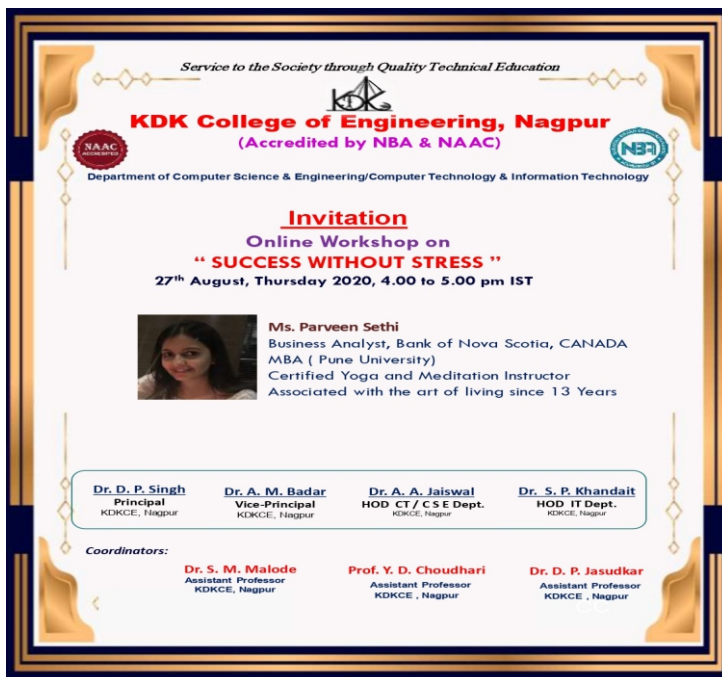 Service to the Society through Quality Technical Education
KDK
KDK College of Engineering, Nagpur
(Accredited by NBA & NAAC)
NAAC
ACCREDITED
NBA
Department of Computer Science & Engineering/Computer Technology & Information Technology
Invitation
Online Workshop on
“ SUCCESS WITHOUT STRESS ”
27th August, Thursday 2020, 4.00 to 5.00 pm IST
Ms. Parveen Sethi
Business Analyst, Bank of Nova Scotia, CANADA
MBA ( Pune University)
Certified Yoga and Meditation Instructor
Associated with the art of living since 13 Years
Dr. D. P. Singh
Principal
KDKCE, Nagpur
Dr. A. M. Badar
Vice-Principal
KDKCE, Nagpur
Dr. A. A. Jaiswal
HOD CT / C S E Dept.
KDKCE, Nagpur
Dr. S. P. Khandait
HOD IT Dept.
KDKCE, Nagpur
Coordinators:
Dr. S. M. Malode
Assistant Professor
KDKCE, Nagpur
Prof. Y. D. Choudhari
Assistant Professor
KDKCE , Nagpur
Dr. D. P. Jasudkar
Assistant Professor
KDKCE , Nagpur